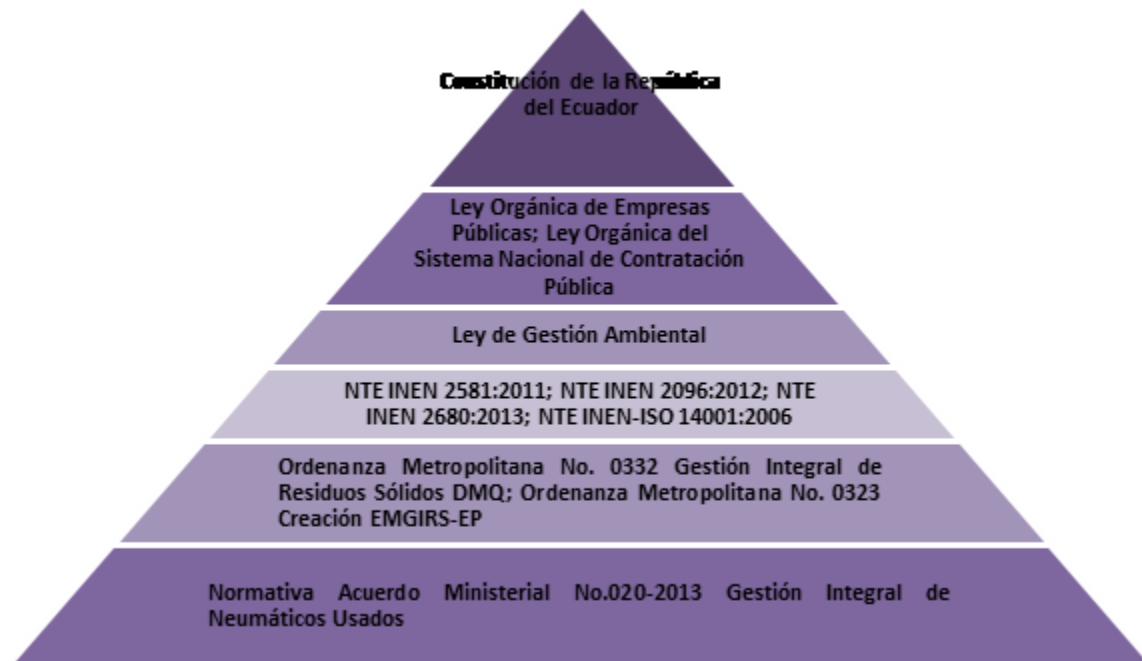 Constitución de la República
del Ecuador
Ley Orgánica de Empresas
Públicas; Ley Orgánica del
Sistema Nacional de Contratación
Pública
Ley de Gestión Ambiental
NTE INEN 2581:2011; NTE INEN 2096:2012; NTE
INEN 2680:2013; NTE INEN-ISO 14001:2006
Ordenanza Metropolitana No. 0332 Gestión Integral de
Residuos Sólidos DMQ; Ordenanza Metropolitana No. 0323
Creación EMGIRS-EP
Normativa Acuerdo Ministerial No.020-2013 Gestión Integral de
Neumáticos Usados